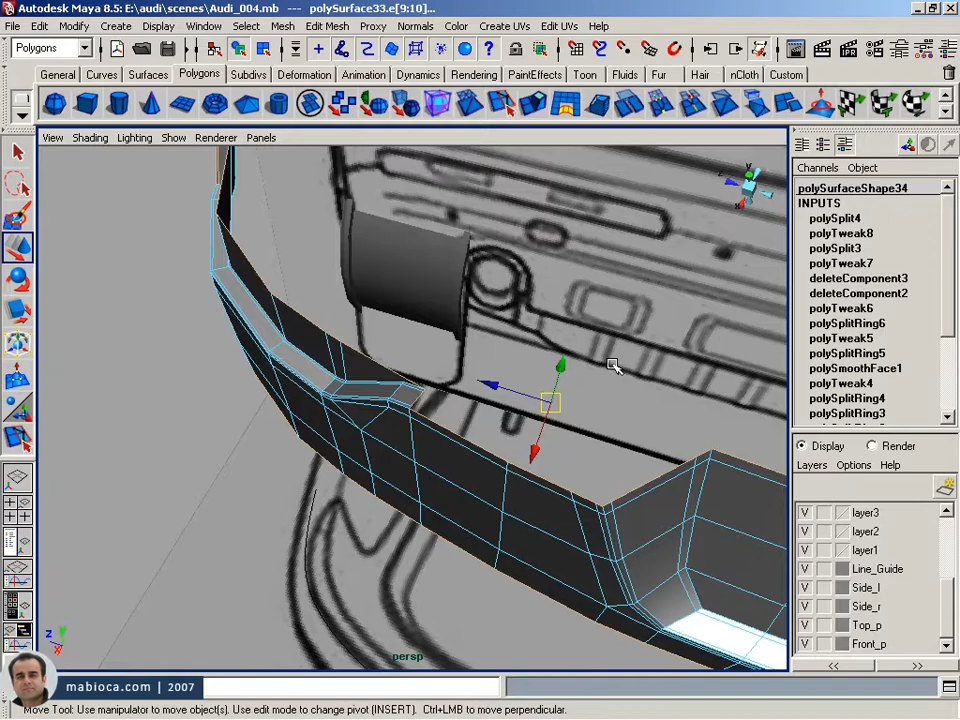 Autodesk Maya 8.5: E:\audi\scenes\Audi_004.mb --- polySurface33.e[9:10]...
File Edit Modify Create Display Window Select Mesh Edit Mesh Proxy Normals Color Create UVs Edit UVs Help
Polygons
General Curves Surfaces Polygons Subdivs Deformation Animation Dynamics Rendering PaintEffects Toon Fluids Fur Hair nCloth Custom
View Shading Lighting Show Renderer Panels
Channels Object
polySurfaceShape34
INPUTS
polySplit4
polyTweak8
polySplit3
polyTweak7
deleteComponent3
deleteComponent2
polyTweak6
polySplitRing6
polyTweak5
polySplitRing5
polySmoothFace1
polyTweak4
polySplitRing4
polySplitRing3
Display Render
Layers Options Help
V layer3
V layer2
V layer1
V Line_Guide
V Side_l
V Side_r
V Top_p
V Front_p
<< >>
y
z
x
persp
mabioca.com | 2007
Move Tool: Use manipulator to move object(s). Use edit mode to change pivot (INSERT). Ctrl+LMB to move perpendicular.